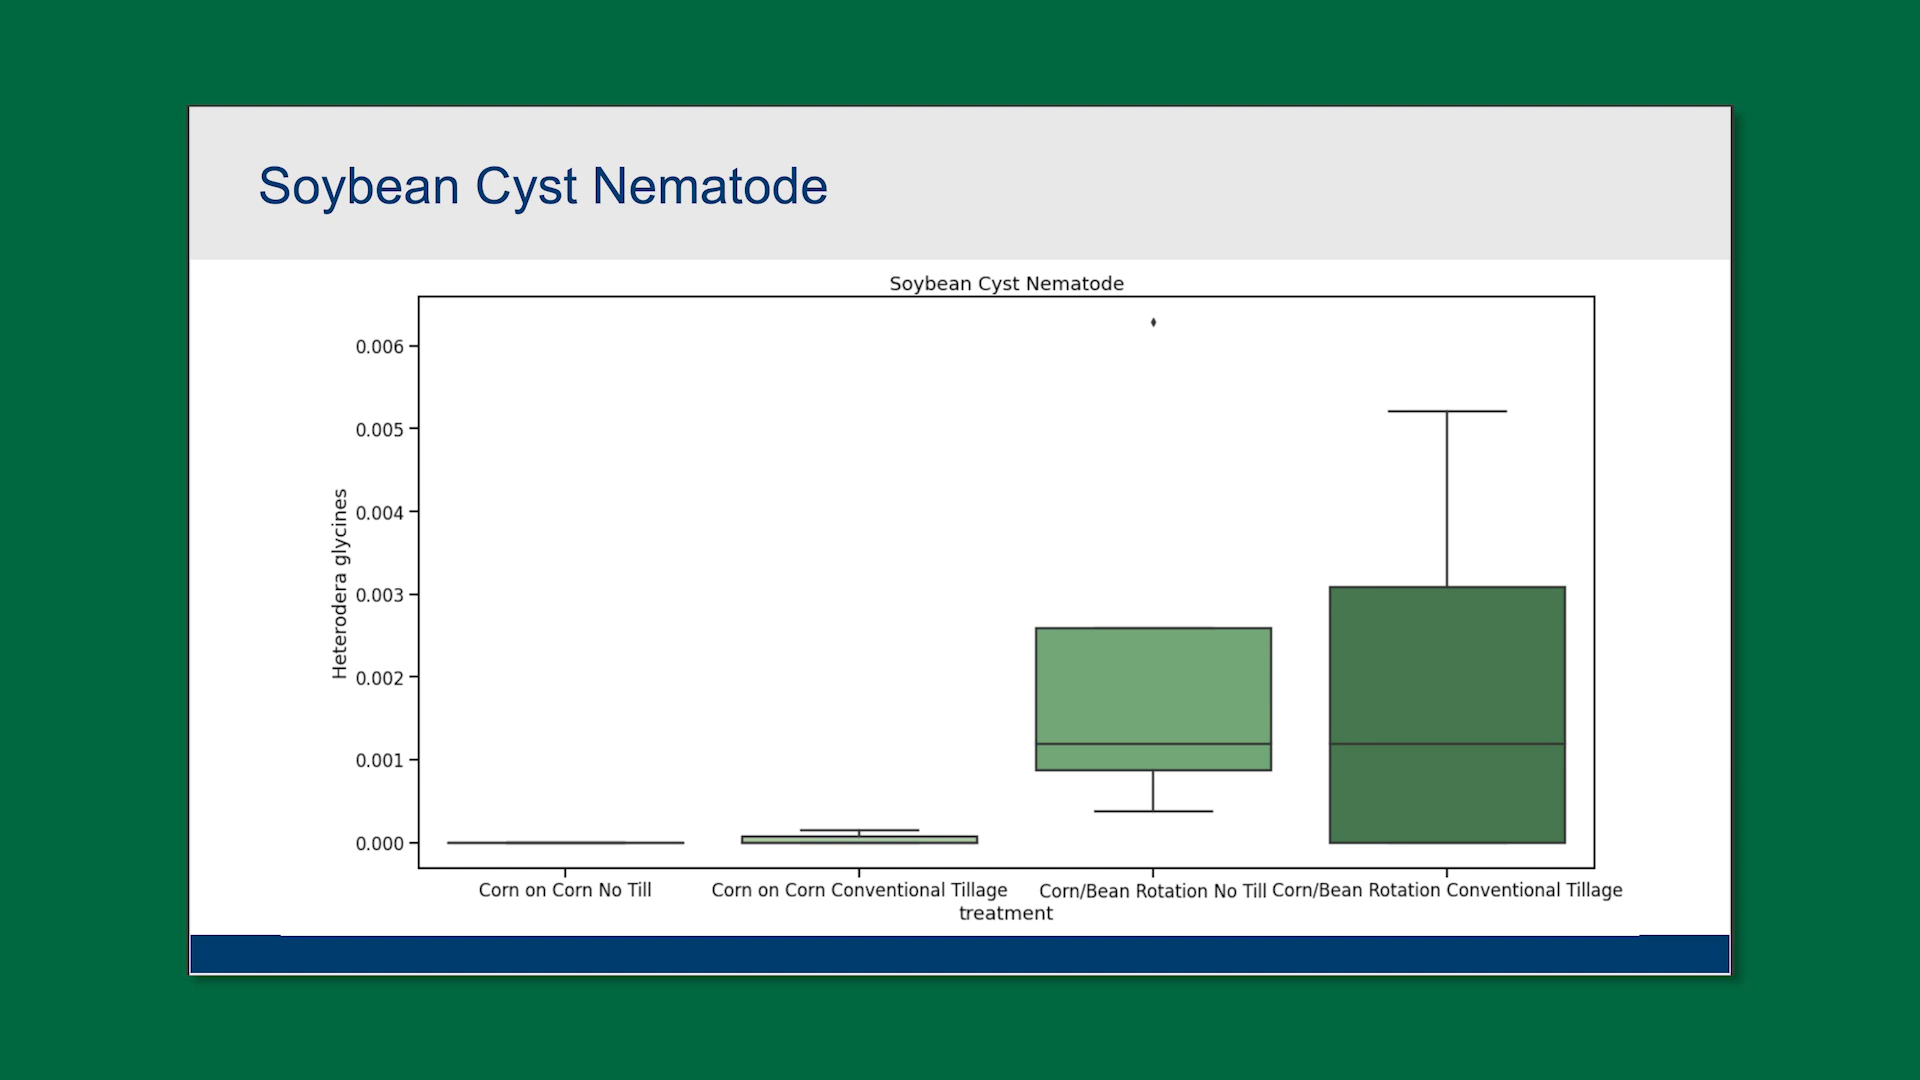 Soybean Cyst Nematode
Soybean Cyst Nematode
0.006
0.005
0.004
0.003
0.002
0.001
0.000
Heterodera glycines
Corn on Corn No Till
Corn on Corn Conventional Tillage
Corn/Bean Rotation No Till
Corn/Bean Rotation Conventional Tillage
treatment